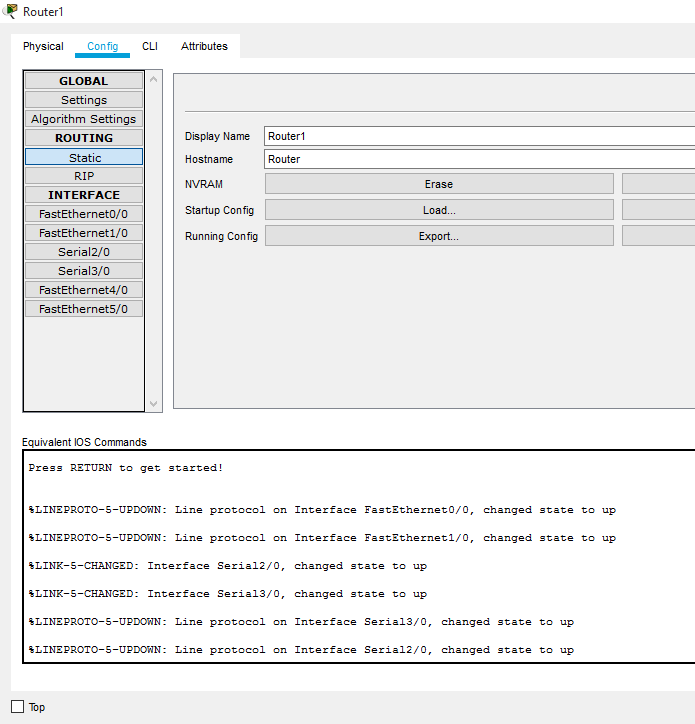 Router1
Physical Config CLI Attributes
GLOBAL
Settings
Algorithm Settings
ROUTING
Static
RIP
INTERFACE
FastEthernet0/0
FastEthernet1/0
Serial2/0
Serial3/0
FastEthernet4/0
FastEthernet5/0
Display Name Router1
Hostname Router
NVRAM Erase
Startup Config Load...
Running Config Export...
Equivalent IOS Commands
Press RETURN to get started!
%LINEPROTO-5-UPDOWN: Line protocol on Interface FastEthernet0/0, changed state to up
%LINEPROTO-5-UPDOWN: Line protocol on Interface FastEthernet1/0, changed state to up
%LINK-5-CHANGED: Interface Serial2/0, changed state to up
%LINK-5-CHANGED: Interface Serial3/0, changed state to up
%LINEPROTO-5-UPDOWN: Line protocol on Interface Serial3/0, changed state to up
%LINEPROTO-5-UPDOWN: Line protocol on Interface Serial2/0, changed state to up
Top